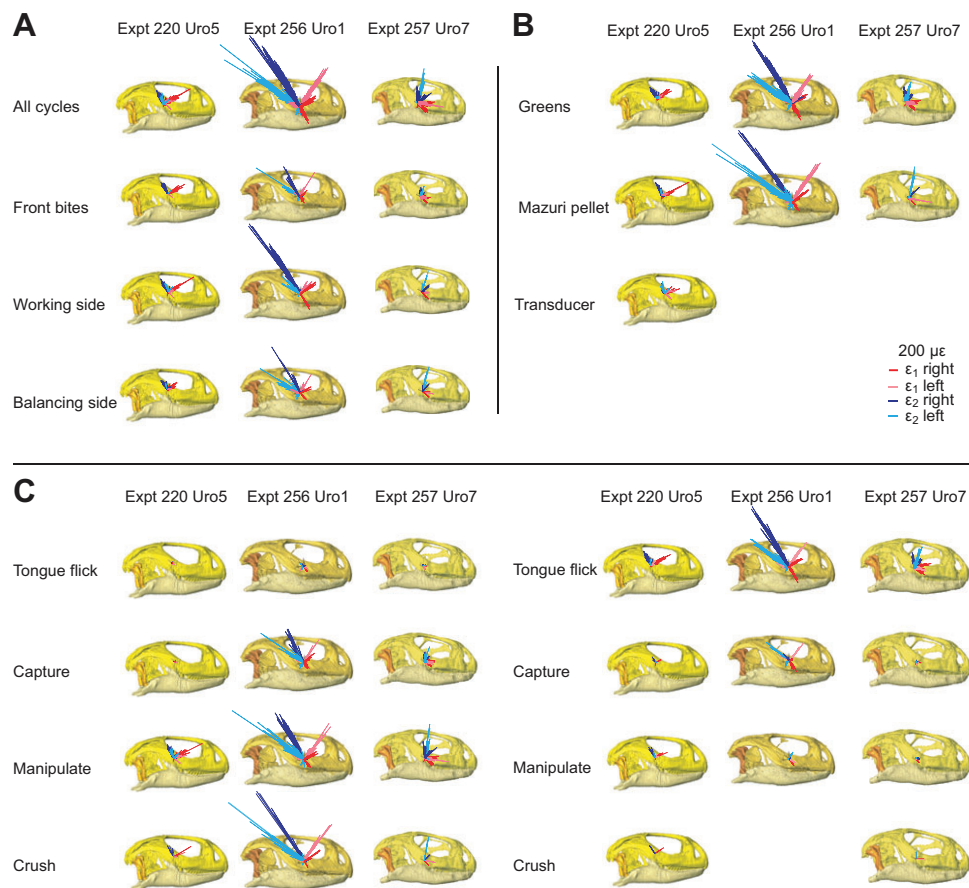 A
Expt 220 Uro5 Expt 256 Uro1 Expt 257 Uro7
All cycles
Front bites
Working side
Balancing side
B
Expt 220 Uro5 Expt 256 Uro1 Expt 257 Uro7
Greens
Mazuri pellet
Transducer
200 με
ε₁ right
ε₁ left
ε₂ right
ε₂ left
C
Expt 220 Uro5 Expt 256 Uro1 Expt 257 Uro7
Tongue flick
Capture
Manipulate
Crush
Expt 220 Uro5 Expt 256 Uro1 Expt 257 Uro7
Tongue flick
Capture
Manipulate
Crush